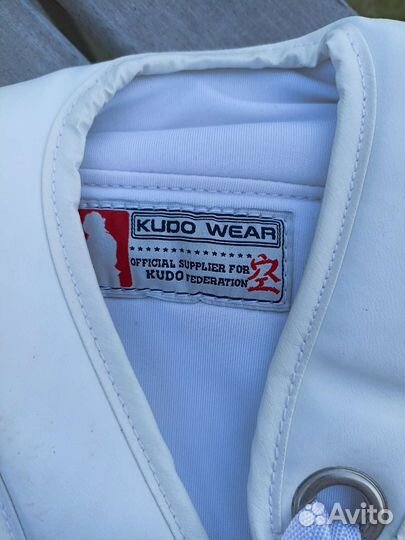 KUDO WEAR
OFFICIAL SUPPLIER FOR
KUDO FEDERATION
空
Avito